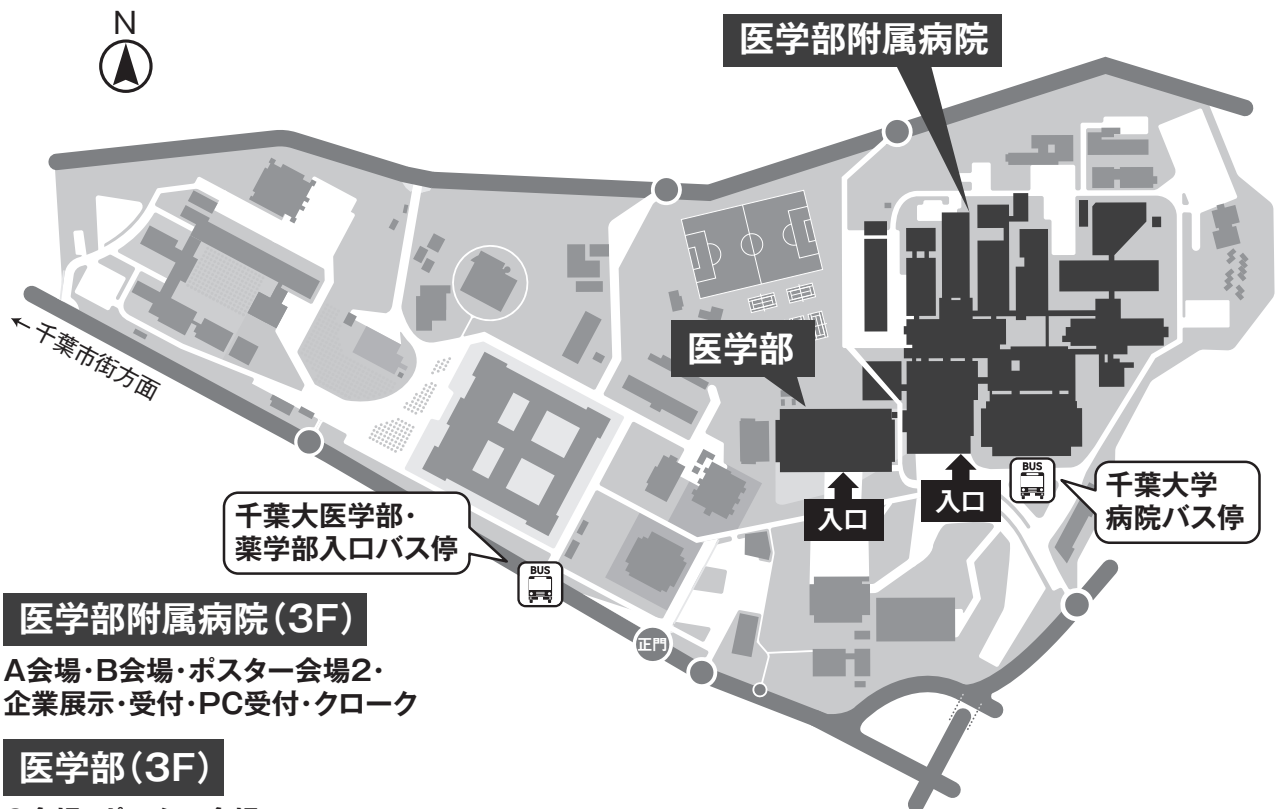 N
医学部附属病院
医学部
← 千葉市街方面
入口
入口
BUS
千葉大学
病院バス停
千葉大医学部・
薬学部入口バス停
BUS
正門
医学部附属病院(3F)
A会場・B会場・ポスター会場2・
企業展示・受付・PC受付・クローク
医学部(3F)